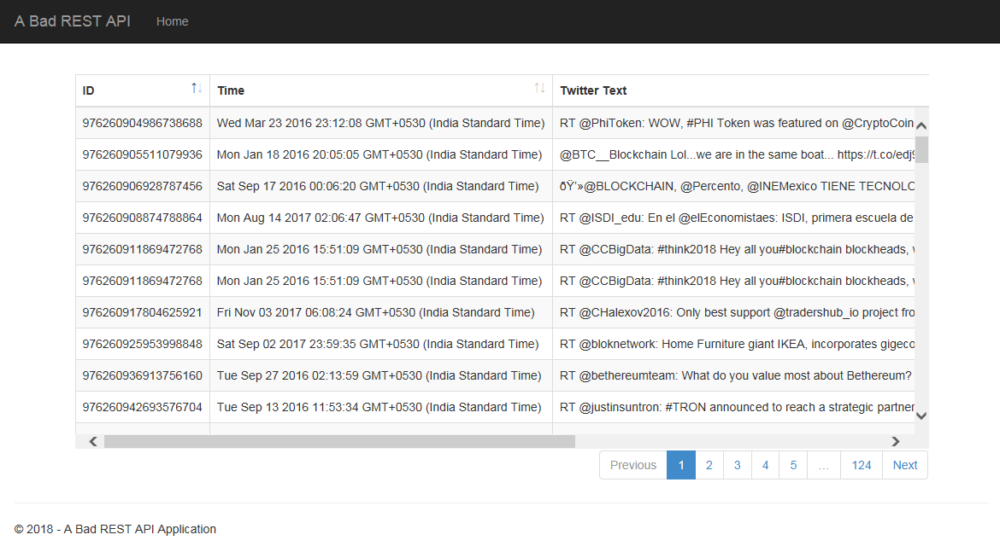 A Bad REST API Home
ID Time Twitter Text
976260904986738688 Wed Mar 23 2016 23:12:08 GMT+0530 (India Standard Time) RT @PhiToken: WOW, #PHI Token was featured on @CryptoCoin
976260905511079936 Mon Jan 18 2016 20:05:05 GMT+0530 (India Standard Time) @BTC__Blockchain Lol...we are in the same boat... https://t.co/edj9
976260906928787456 Sat Sep 17 2016 00:06:20 GMT+0530 (India Standard Time) ðŸ’»@BLOCKCHAIN, @Percento, @INEMexico TIENE TECNOLO
976260908874788864 Mon Aug 14 2017 02:06:47 GMT+0530 (India Standard Time) RT @ISDI_edu: En el @elEconomistaes: ISDI, primera escuela de
976260911869472768 Mon Jan 25 2016 15:51:09 GMT+0530 (India Standard Time) RT @CCBigData: #think2018 Hey all you#blockchain blockheads,
976260911869472768 Mon Jan 25 2016 15:51:09 GMT+0530 (India Standard Time) RT @CCBigData: #think2018 Hey all you#blockchain blockheads,
976260917804625921 Fri Nov 03 2017 06:08:24 GMT+0530 (India Standard Time) RT @CHalexov2016: Only best support @tradershub_io project fro
976260925953998848 Sat Sep 02 2017 23:59:35 GMT+0530 (India Standard Time) RT @bloknetwork: Home Furniture giant IKEA, incorporates gigeco
976260936913756160 Tue Sep 27 2016 02:13:59 GMT+0530 (India Standard Time) RT @bethereumteam: What do you value most about Bethereum?
976260942693576704 Tue Sep 13 2016 11:53:34 GMT+0530 (India Standard Time) RT @justinsuntron: #TRON announced to reach a strategic partner
Previous 1 2 3 4 5 … 124 Next
© 2018 - A Bad REST API Application